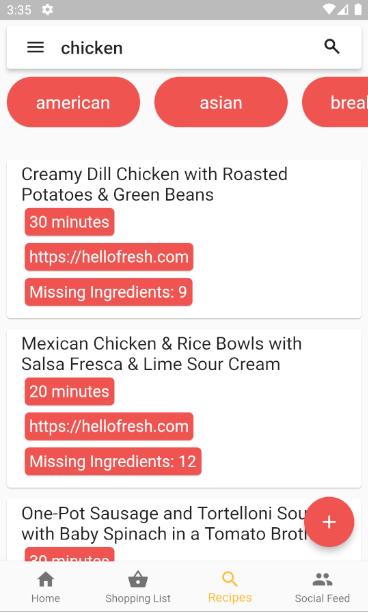 3:35
chicken
american
asian
brea
Creamy Dill Chicken with Roasted
Potatoes & Green Beans
30 minutes
https://hellofresh.com
Missing Ingredients: 9
Mexican Chicken & Rice Bowls with
Salsa Fresca & Lime Sour Cream
20 minutes
https://hellofresh.com
Missing Ingredients: 12
One-Pot Sausage and Tortelloni Sou
with Baby Spinach in a Tomato Brot
30 minutes
Home
Shopping List
Recipes
Social Feed